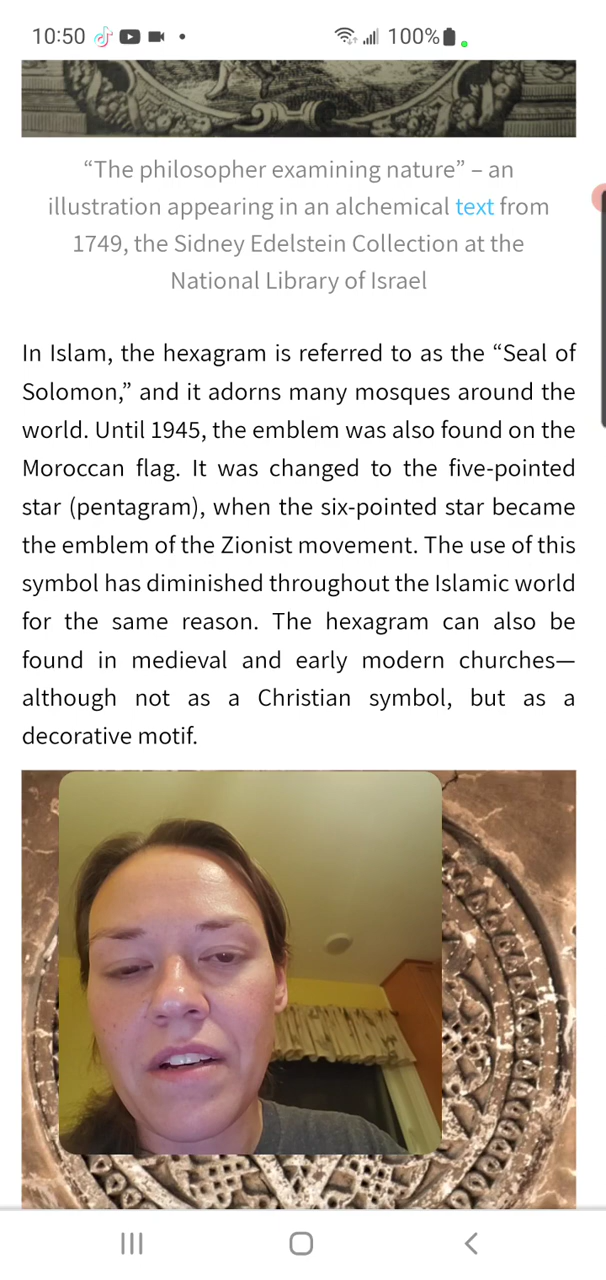 10:50
100%
“The philosopher examining nature” – an
illustration appearing in an alchemical text from
1749, the Sidney Edelstein Collection at the
National Library of Israel
In Islam, the hexagram is referred to as the “Seal of
Solomon,” and it adorns many mosques around the
world. Until 1945, the emblem was also found on the
Moroccan flag. It was changed to the five-pointed
star (pentagram), when the six-pointed star became
the emblem of the Zionist movement. The use of this
symbol has diminished throughout the Islamic world
for the same reason. The hexagram can also be
found in medieval and early modern churches—
although not as a Christian symbol, but as a
decorative motif.